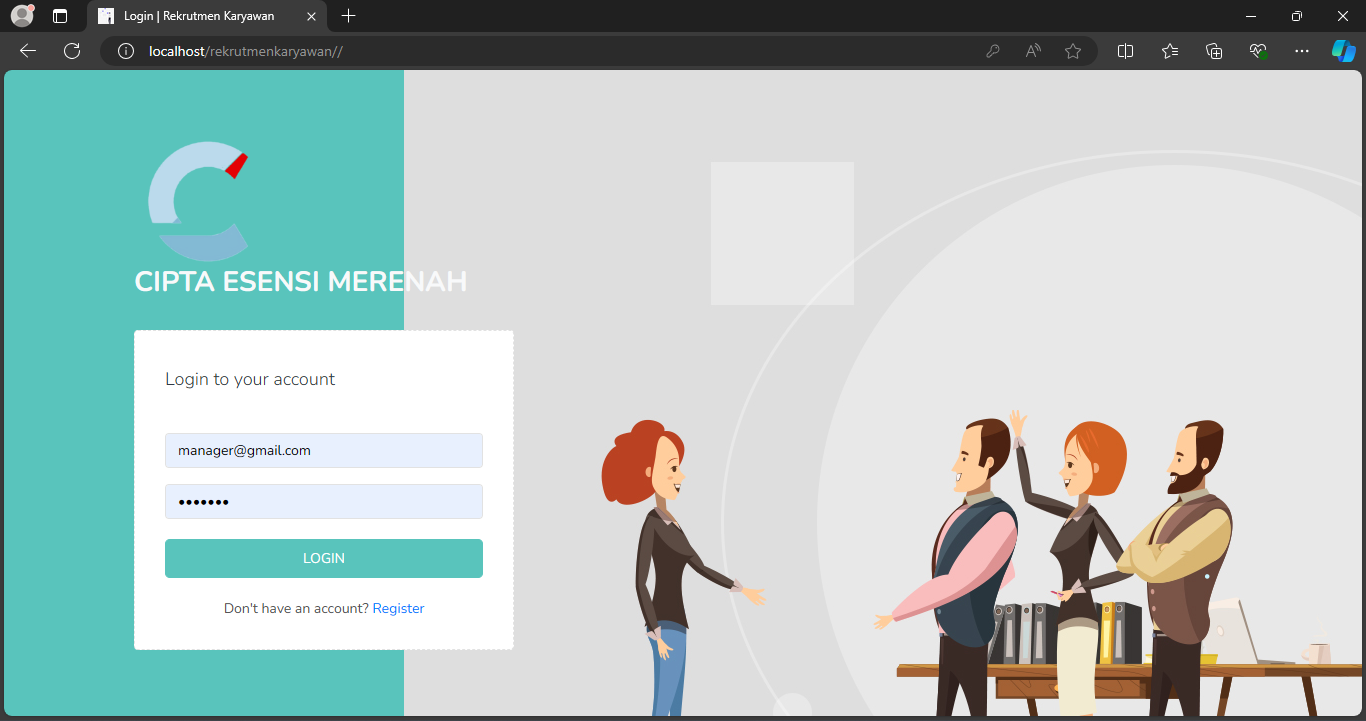 Login | Rekrutmen Karyawan
localhost/rekrutmenkaryawan//
CIPTA ESENSI MERENAH
Login to your account
manager@gmail.com
•••••••
LOGIN
Don't have an account? Register